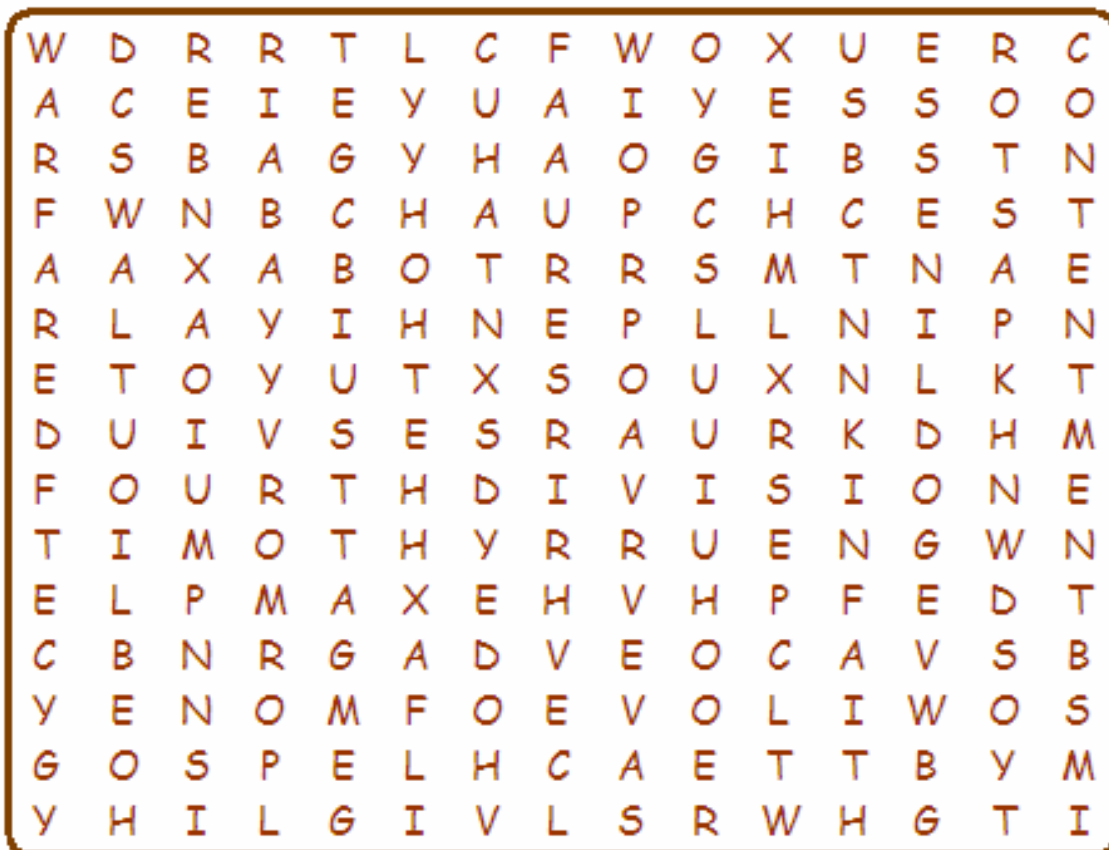 W D R R T L C F W O X U E R C
A C E I E Y U A I Y E S S O O
R S B A G Y H A O G I B S T N
F W N B C H A U P C H C E S T
A A X A B O T R R S M T N A E
R L A Y I H N E P L L N I P N
E T O Y U T X S O U X N L K T
D U I V S E S R A U R K D H M
F O U R T H D I V I S I O N E
T I M O T H Y R R U E N G W N
E L P M A X E H V H P F E D T
C B N R G A D V E O C A V S B
Y E N O M F O E V O L I W O S
G O S P E L H C A E T T B Y M
Y H I L G I V L S R W H G T I